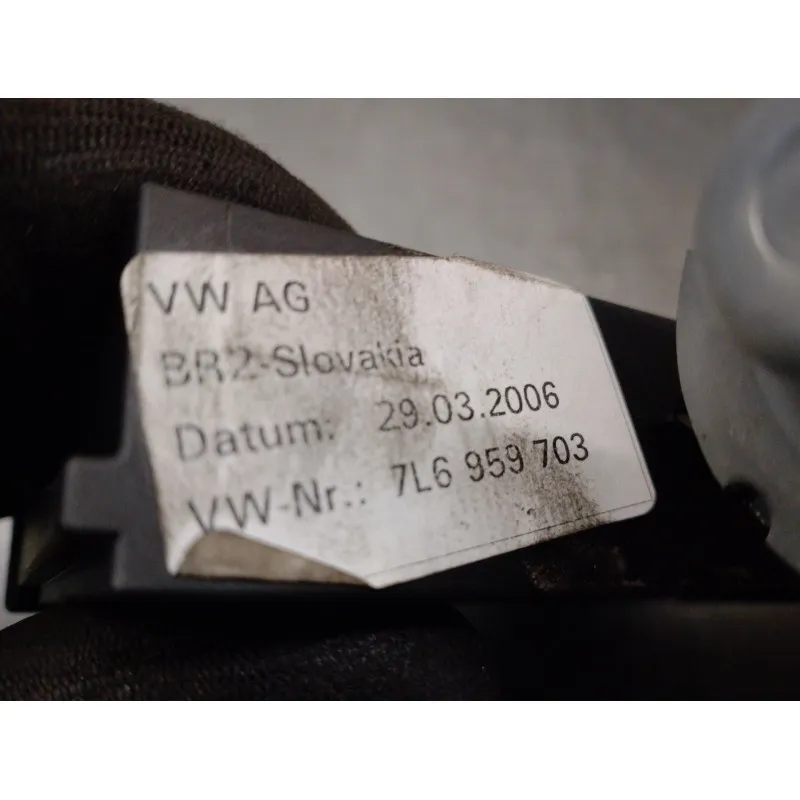 VW AG
BR2-Slovakia
Datum: 29.03.2006
VW-Nr.: 7L6 959 703